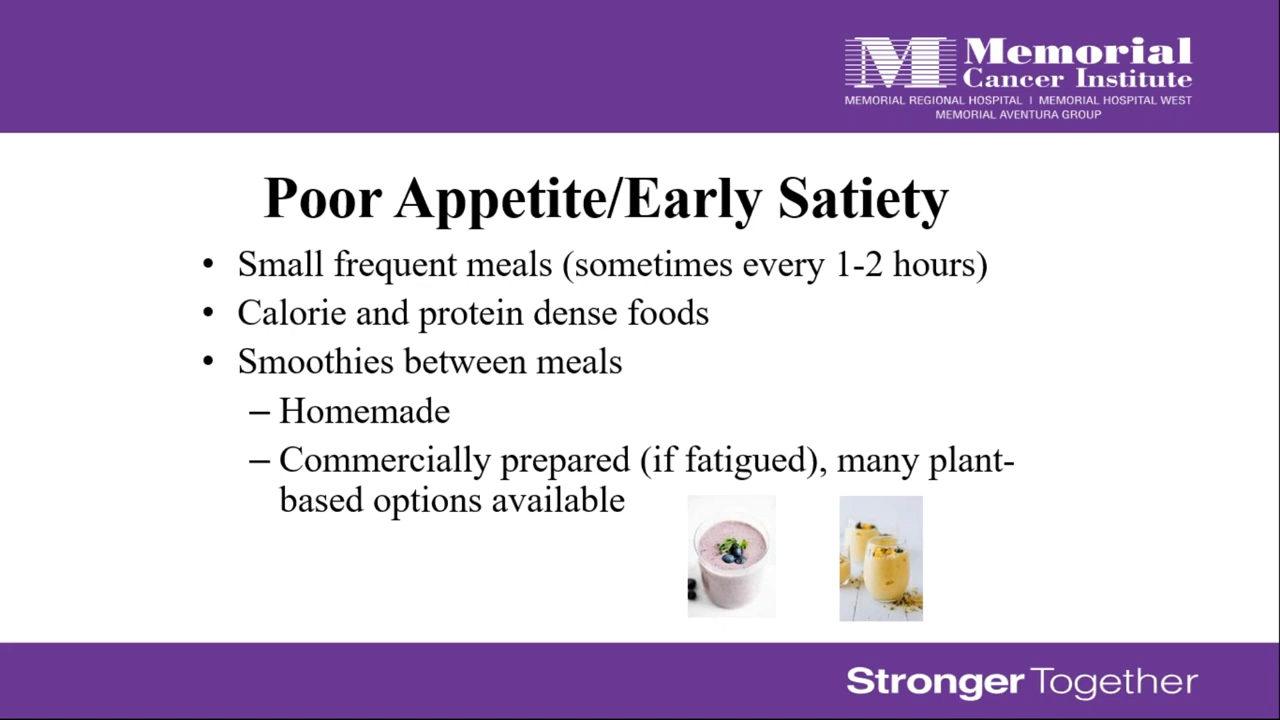 Memorial
Cancer Institute
MEMORIAL REGIONAL HOSPITAL | MEMORIAL HOSPITAL WEST
MEMORIAL AVENTURA GROUP
Poor Appetite/Early Satiety
• Small frequent meals (sometimes every 1-2 hours)
• Calorie and protein dense foods
• Smoothies between meals
– Homemade
– Commercially prepared (if fatigued), many plant-
based options available
Stronger Together